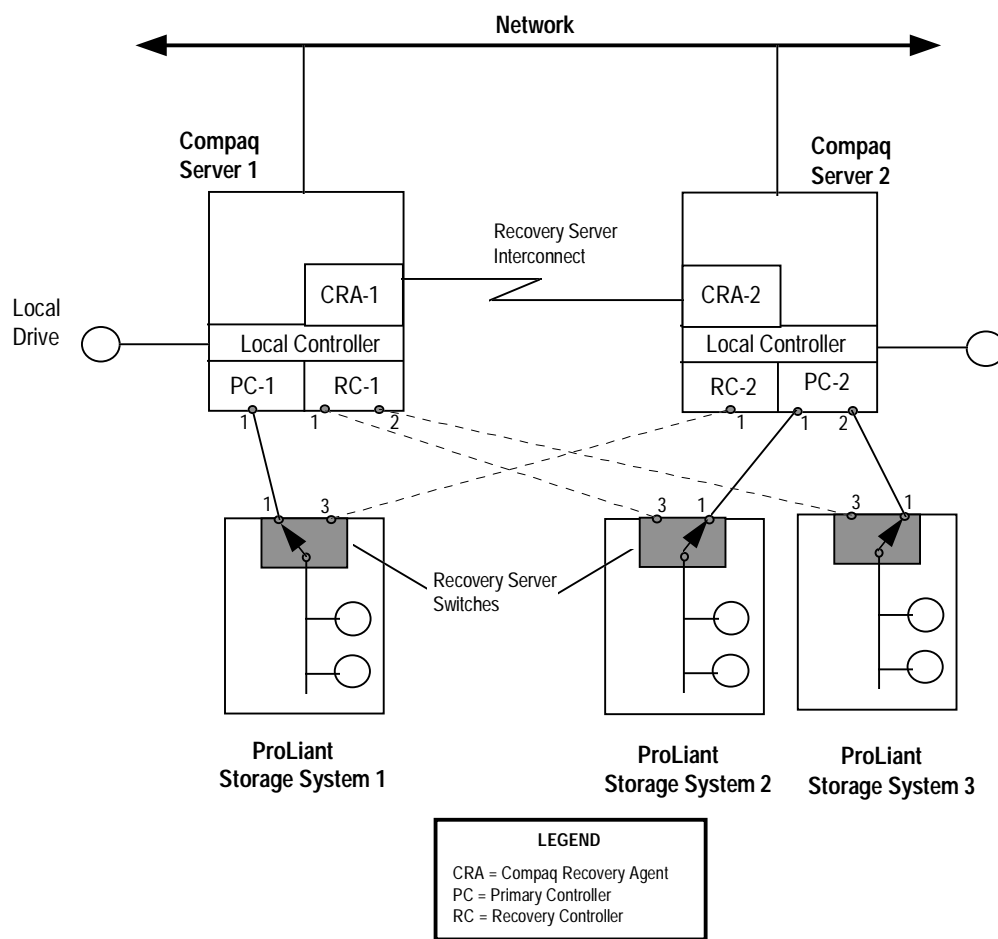 Network
Compaq
Server 1
Compaq
Server 2
Recovery Server
Interconnect
Local
Drive
CRA-1
CRA-2
Local Controller
Local Controller
PC-1
RC-1
RC-2
PC-2
1
1
2
1
1
2
1
3
3
1
3
1
Recovery Server
Switches
ProLiant
Storage System 1
ProLiant
Storage System 2
ProLiant
Storage System 3
LEGEND
CRA = Compaq Recovery Agent
PC = Primary Controller
RC = Recovery Controller